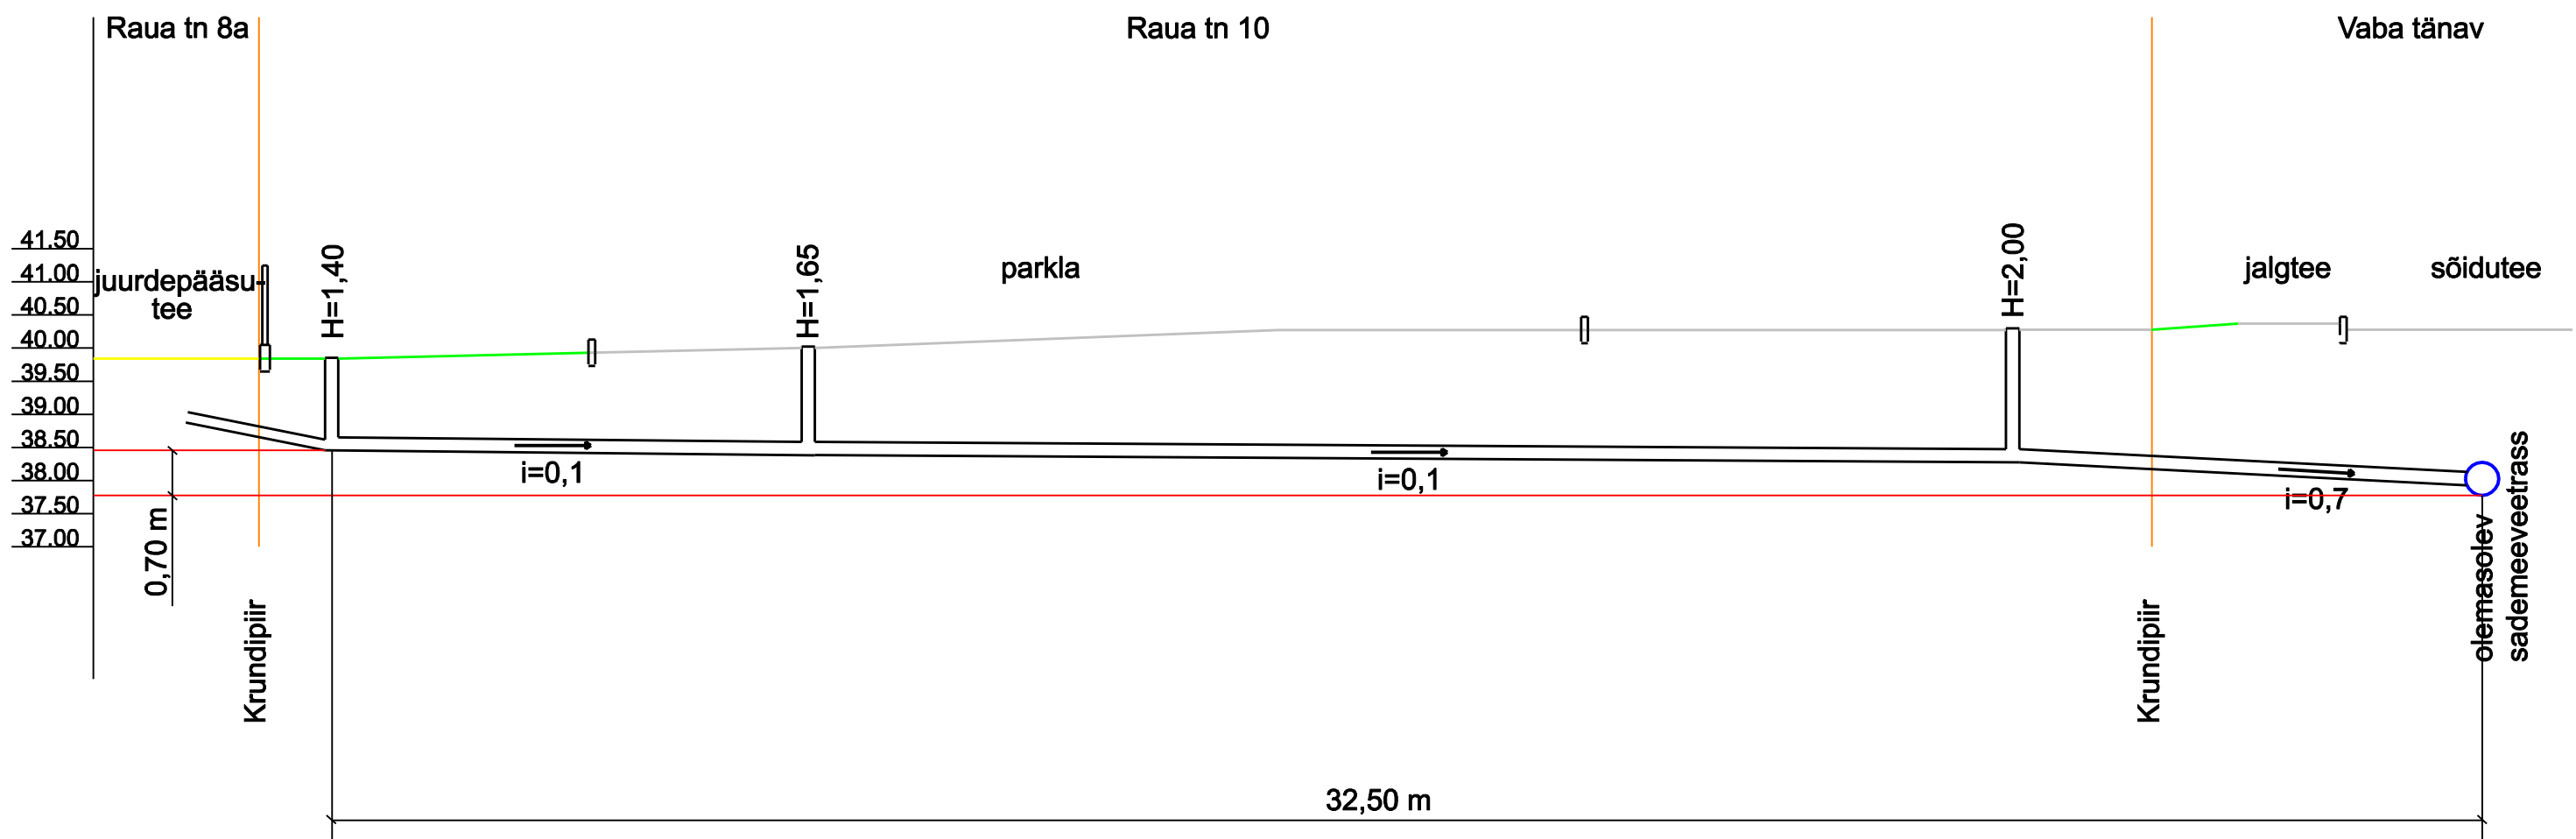 Raua tn 8a
Raua tn 10
Vaba tänav
41.50
41.00
40.50
40.00
39.50
39.00
38.50
38.00
37.50
37.00
juurdepääsu-
tee
H=1,40
H=1,65
parkla
H=2,00
jalgtee
sõidutee
i=0,1
i=0,1
i=0,7
0,70 m
Krundipiir
Krundipiir
olemasolev
sademeveetrass
32,50 m